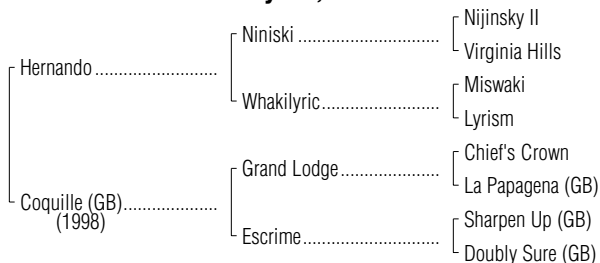 Nijinsky II
Niniski ..................................
Virginia Hills
Hernando .............................
Miswaki
Whakilyric.............................
Lyrism
Chief's Crown
Grand Lodge........................
La Papagena (GB)
Coquille (GB)......................
(1998)
Sharpen Up (GB)
Escrime.................................
Doubly Sure (GB)